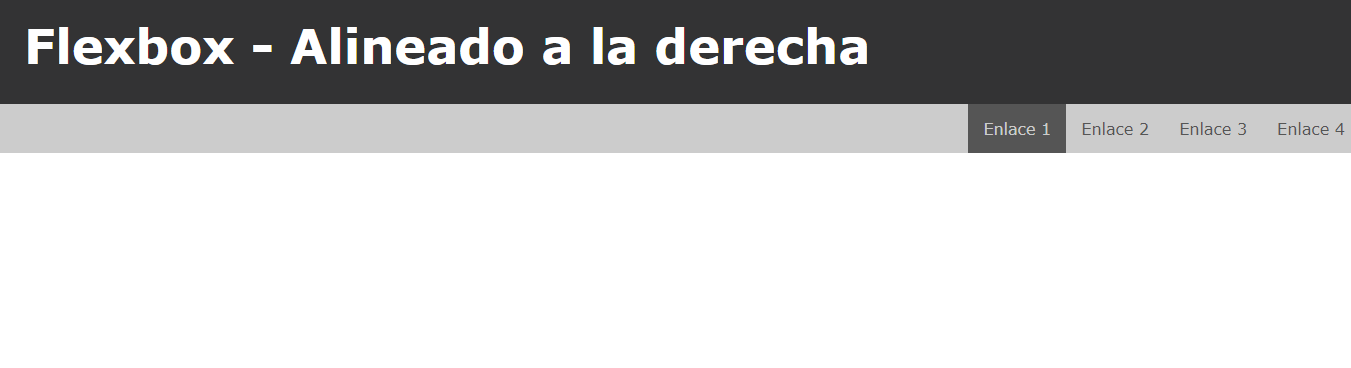 Flexbox - Alineado a la derecha
Enlace 1 Enlace 2 Enlace 3 Enlace 4